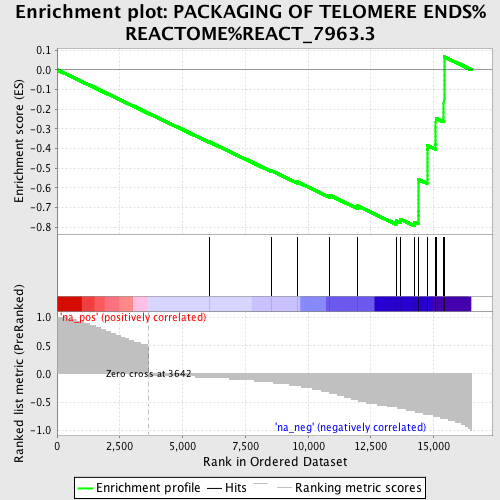 Enrichment plot: PACKAGING OF TELOMERE ENDS%
REACTOME%REACT_7963.3
Enrichment score (ES)
0.1
0.0
-0.1
-0.2
-0.3
-0.4
-0.5
-0.6
-0.7
-0.8
Ranked list metric (PreRanked)
1.0
0.5
0.0
-0.5
-1.0
'na_pos' (positively correlated)
Zero cross at 3642
'na_neg' (negatively correlated)
0 2,500 5,000 7,500 10,000 12,500 15,000
Rank in Ordered Dataset
Enrichment profile Hits Ranking metric scores